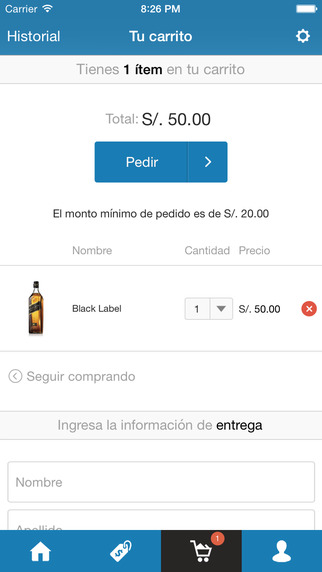 Carrier 8:26 PM
Historial Tu carrito
Tienes 1 ítem en tu carrito
Total: S/. 50.00
Pedir
El monto mínimo de pedido es de S/. 20.00
Nombre Cantidad Precio
Black Label 1 S/. 50.00
Seguir comprando
Ingresa la información de entrega
Nombre
Apellido
1